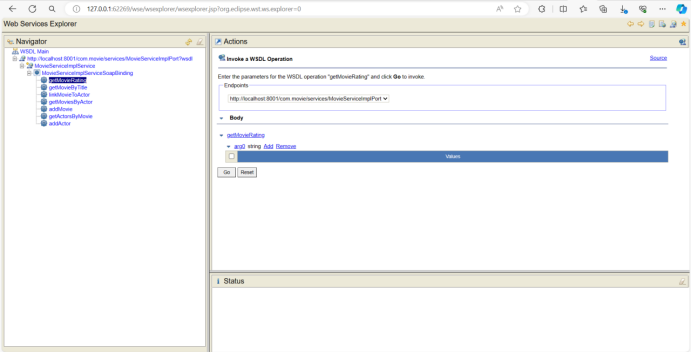 127.0.0.1:62269/wse/wsexplorer/wsexplorer.jsp?org.eclipse.wst.ws.explorer=0
Web Services Explorer
Navigator
WSDL Main
http://localhost:8001/com.movie/services/MovieServiceImplPort?wsdl
MovieServiceImplService
MovieServiceImplServiceSoapBinding
getMovieRating
getMovieByTitle
linkMovieToActor
getMoviesByActor
addMovie
getActorsByMovie
addActor
Actions
Invoke a WSDL Operation
Source
Enter the parameters for the WSDL operation "getMovieRating" and click Go to invoke.
Endpoints
http://localhost:8001/com.movie/services/MovieServiceImplPort
Body
getMovieRating
arg0 string Add Remove
Values
Go Reset
Status